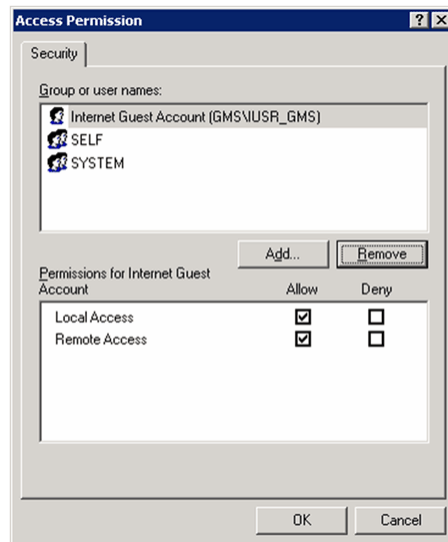 Access Permission
Security
Group or user names:
Internet Guest Account (GMS\IUSR_GMS)
SELF
SYSTEM
Add...
Remove
Permissions for Internet Guest
Account
Allow
Deny
Local Access
Remote Access
OK
Cancel